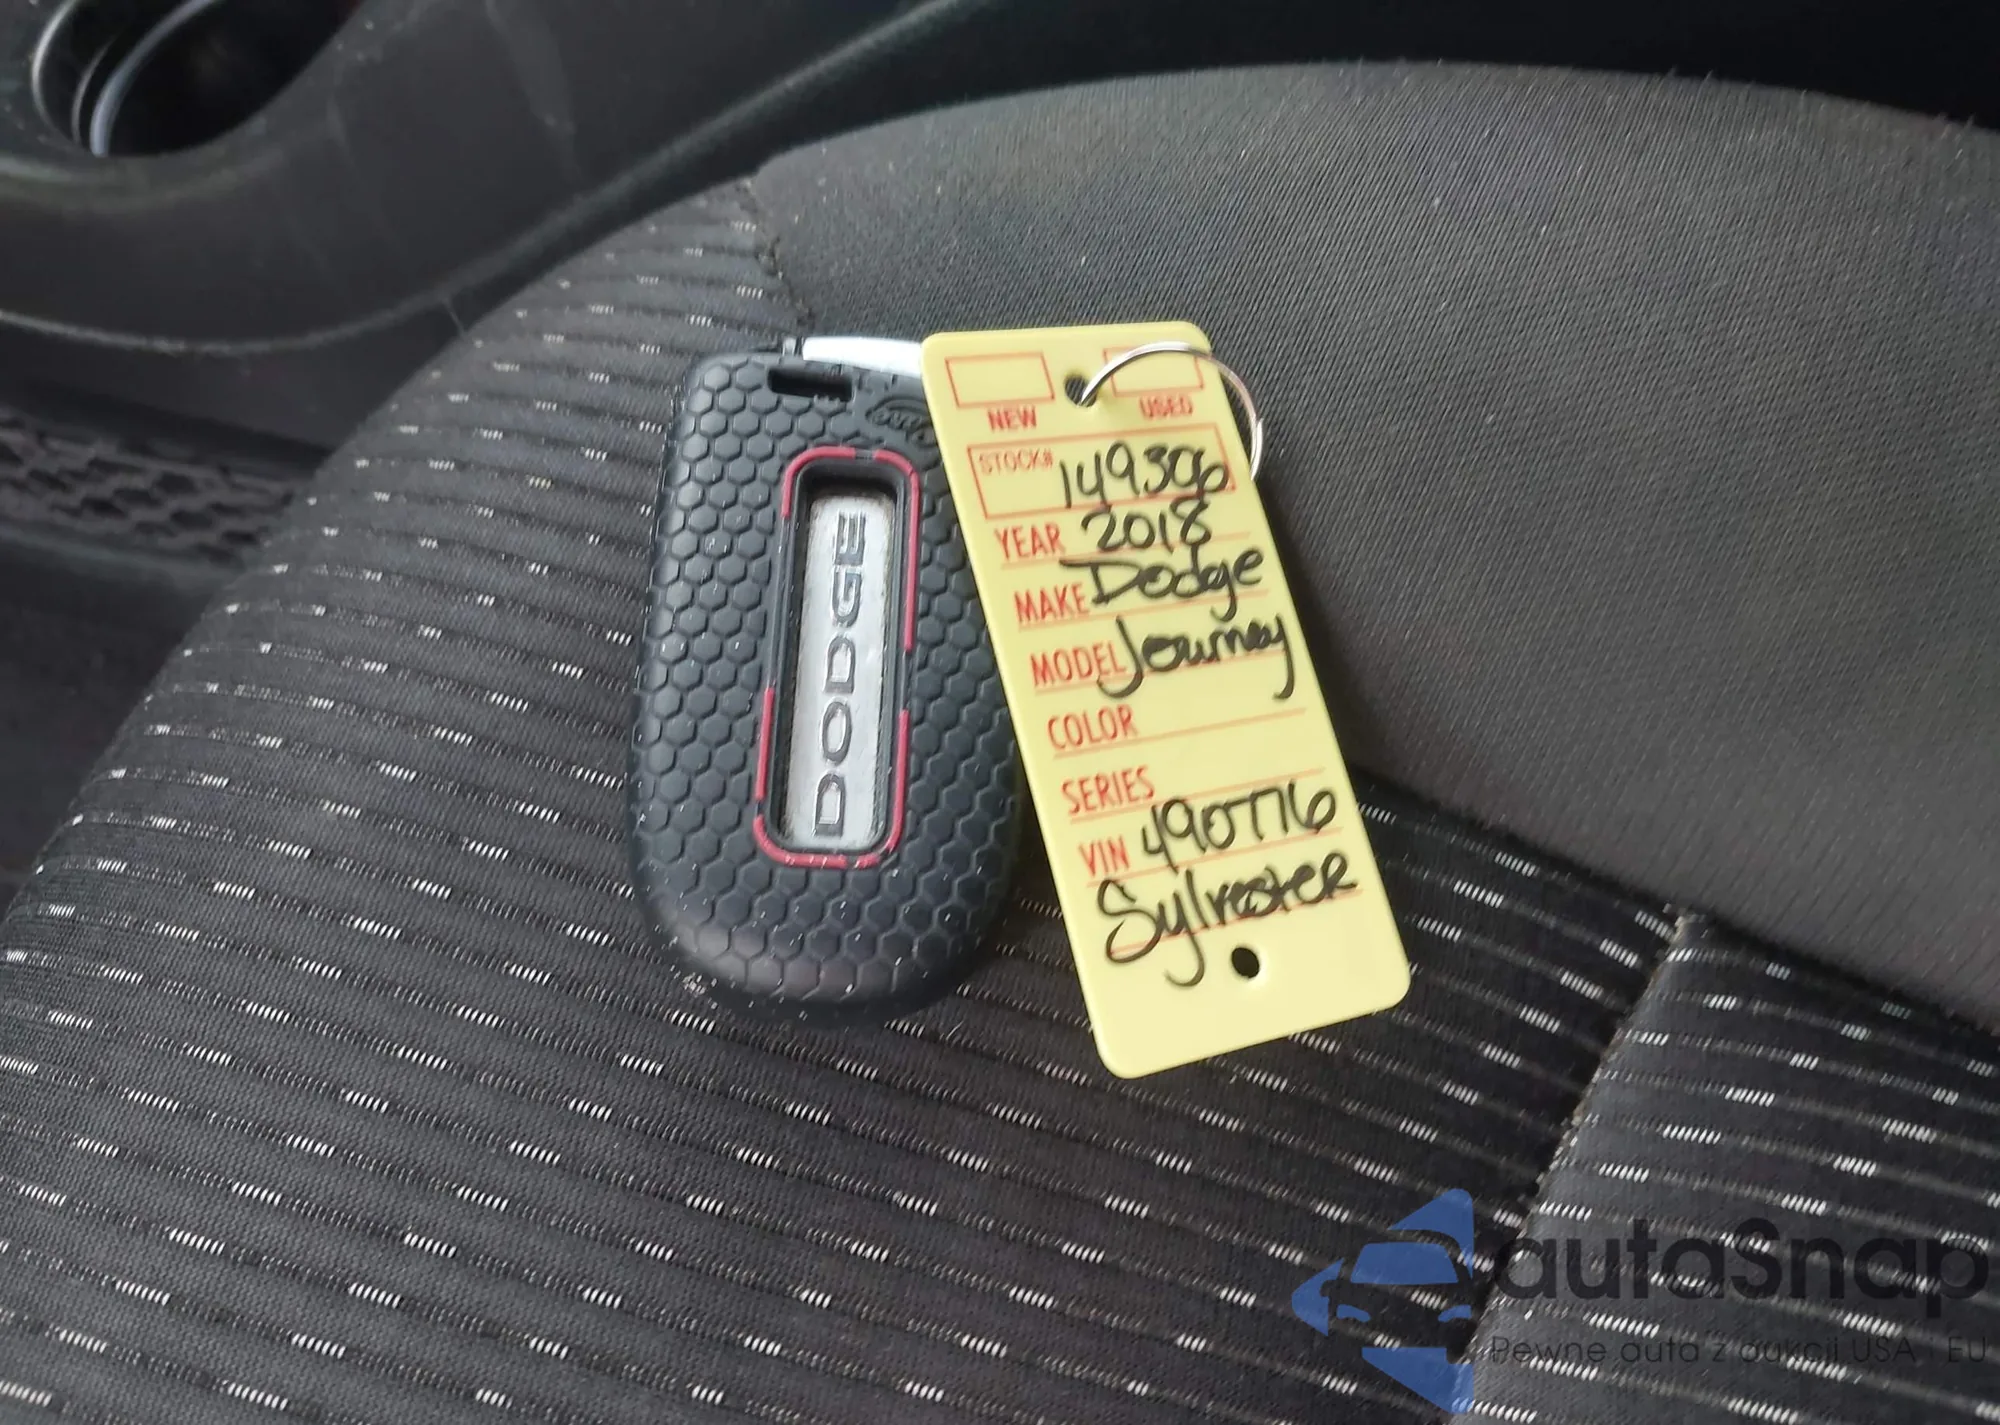 NEW USED
STOCK# 149306
YEAR 2018
MAKE Dodge
MODEL Journey
COLOR
SERIES
VIN 490776
Sylvester
DODGE
autaSnap
Pewne auta z aukcji USA i EU